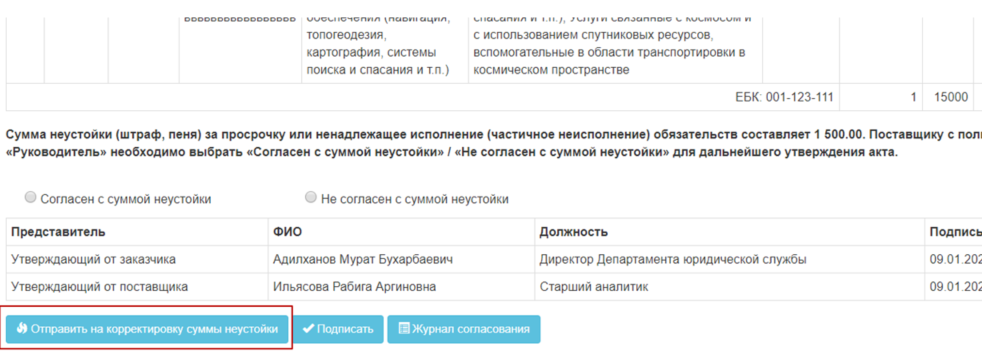 обеспечения (навигация,
топогеодезия,
картография, системы
поиска и спасания и т.п.)
спасания и т.п.), Услуги связанные с космосом и
с использованием спутниковых ресурсов,
вспомогательные в области транспортировки в
космическом пространстве
ЕБК: 001-123-111 1 15000
Сумма неустойки (штраф, пеня) за просрочку или ненадлежащее исполнение (частичное неисполнение) обязательств составляет 1 500.00. Поставщику с пол
«Руководитель» необходимо выбрать «Согласен с суммой неустойки» / «Не согласен с суммой неустойки» для дальнейшего утверждения акта.
Согласен с суммой неустойки Не согласен с суммой неустойки
Представитель ФИО Должность Подпись
Утверждающий от заказчика Адилханов Мурат Бухарбаевич Директор Департамента юридической службы 09.01.202
Утверждающий от поставщика Ильясова Рабига Аргиновна Старший аналитик 09.01.202
Отправить на корректировку суммы неустойки Подписать Журнал согласования